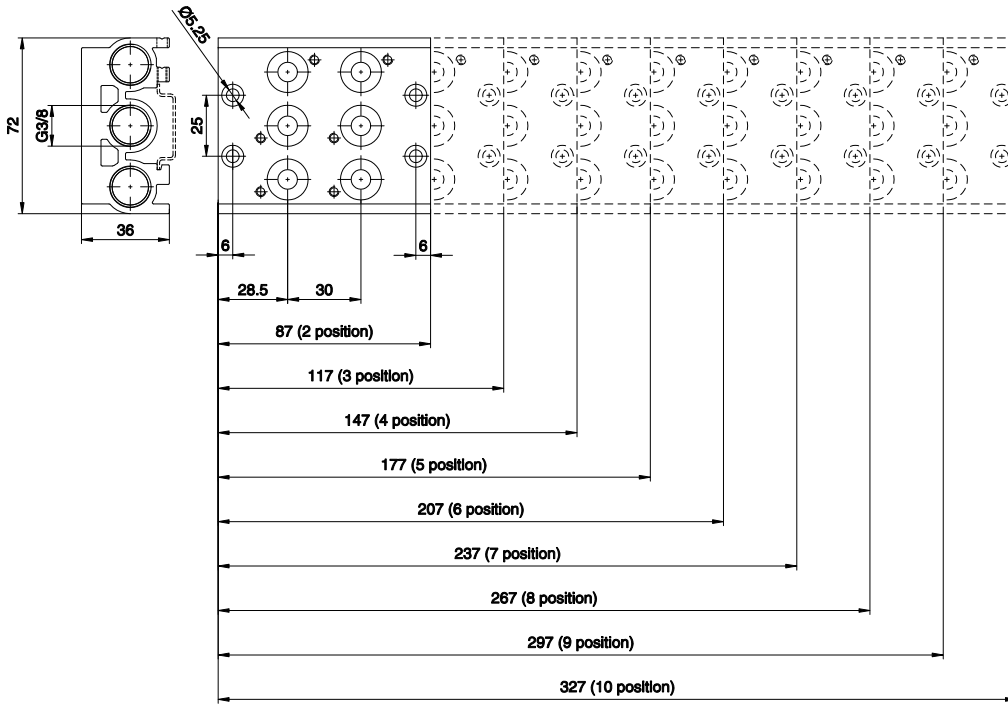 Ø5.25
72
G3/8
25
36
6
6
28.5
30
87 (2 position)
117 (3 position)
147 (4 position)
177 (5 position)
207 (6 position)
237 (7 position)
267 (8 position)
297 (9 position)
327 (10 position)